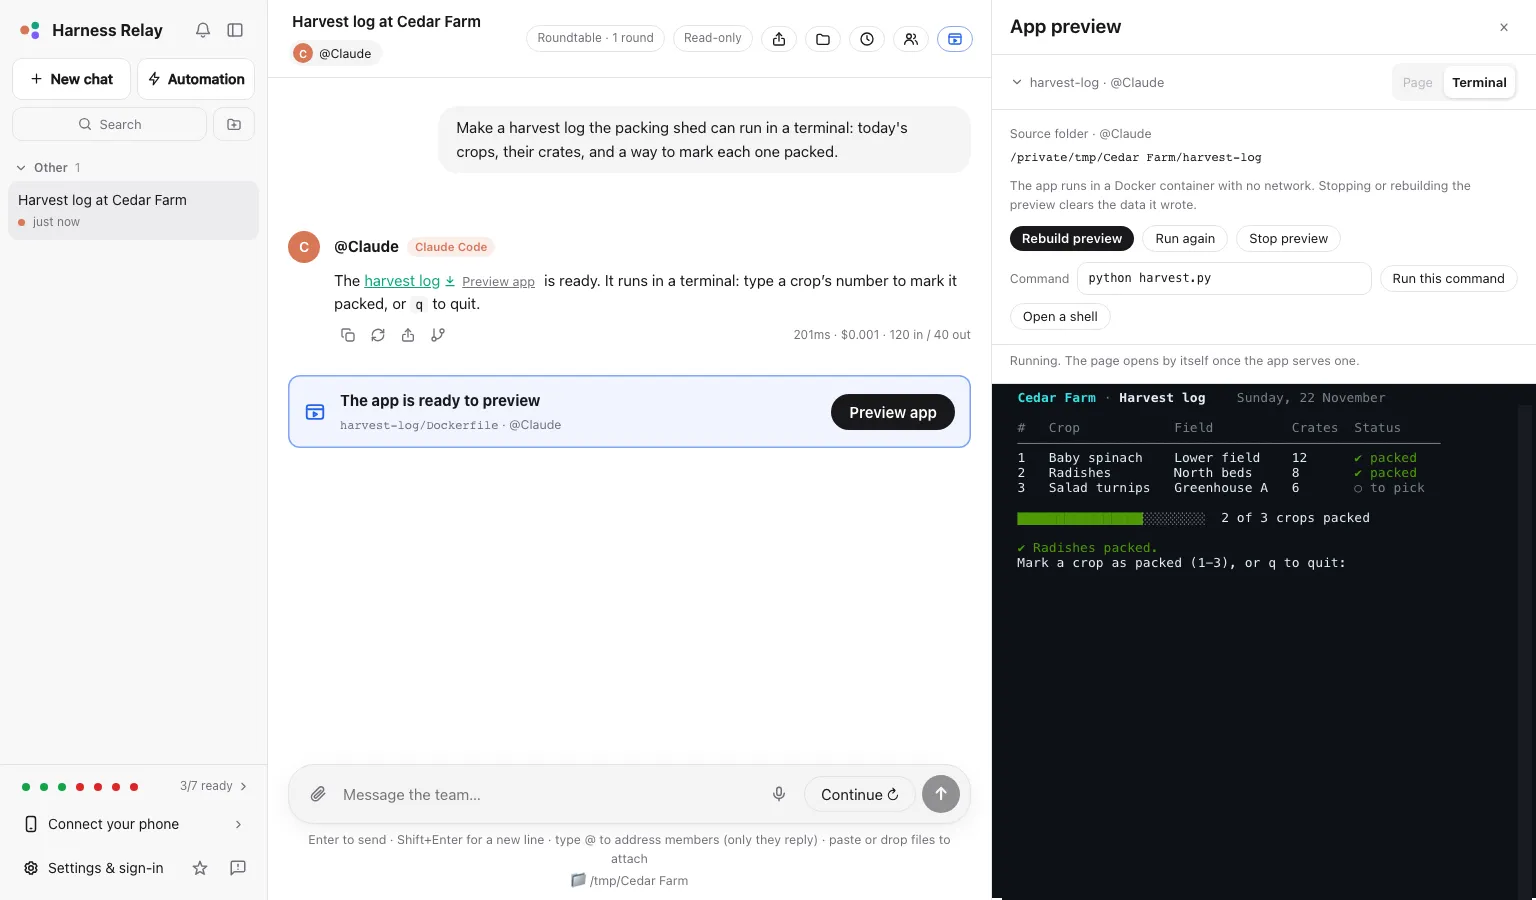 Harness Relay
New chat
Automation
Search
Other 1
Harvest log at Cedar Farm
just now
3/7 ready
Connect your phone
Settings & sign-in
Harvest log at Cedar Farm
C @Claude
Roundtable · 1 round
Read-only
Make a harvest log the packing shed can run in a terminal: today's
crops, their crates, and a way to mark each one packed.
C
@Claude
Claude Code
The harvest log Preview app is ready. It runs in a terminal: type a crop’s number to mark it
packed, or q to quit.
201ms · $0.001 · 120 in / 40 out
The app is ready to preview
harvest-log/Dockerfile · @Claude
Preview app
Message the team...
Continue
Enter to send · Shift+Enter for a new line · type @ to address members (only they reply) · paste or drop files to
attach
/tmp/Cedar Farm
App preview
harvest-log · @Claude
Page
Terminal
Source folder · @Claude
/private/tmp/Cedar Farm/harvest-log
The app runs in a Docker container with no network. Stopping or rebuilding the
preview clears the data it wrote.
Rebuild preview
Run again
Stop preview
Command
python harvest.py
Run this command
Open a shell
Running. The page opens by itself once the app serves one.
Cedar Farm · Harvest log Sunday, 22 November
# Crop Field Crates Status
1 Baby spinach Lower field 12 ✔ packed
2 Radishes North beds 8 ✔ packed
3 Salad turnips Greenhouse A 6 ○ to pick
2 of 3 crops packed
✔ Radishes packed.
Mark a crop as packed (1–3), or q to quit: